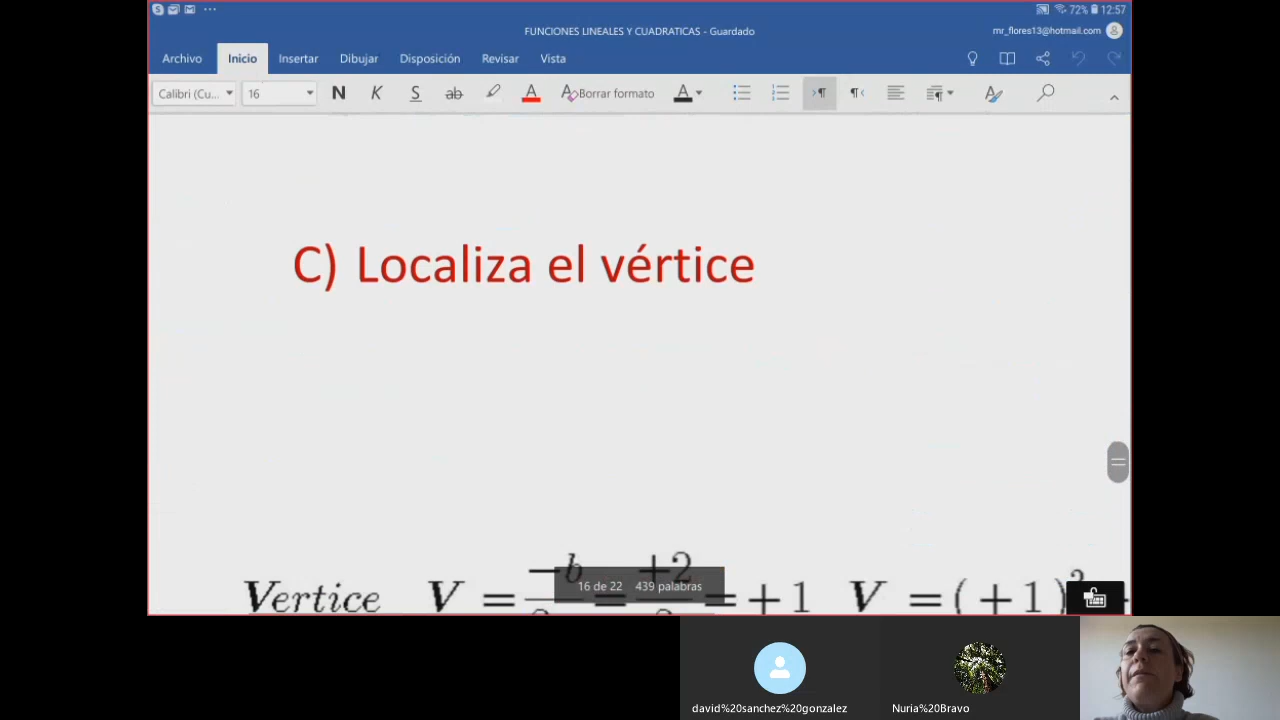 72% 12:57
FUNCIONES LINEALES Y CUADRATICAS - Guardado
mr_flores13@hotmail.com
Archivo Inicio Insertar Dibujar Disposición Revisar Vista
Calibri (Cu... 16 N K S ab A Borrar formato A
C) Localiza el vértice
Vertice V = -b = +2 = +1 V = (+1)²
16 de 22 439 palabras
david%20sanchez%20gonzalez
Nuria%20Bravo